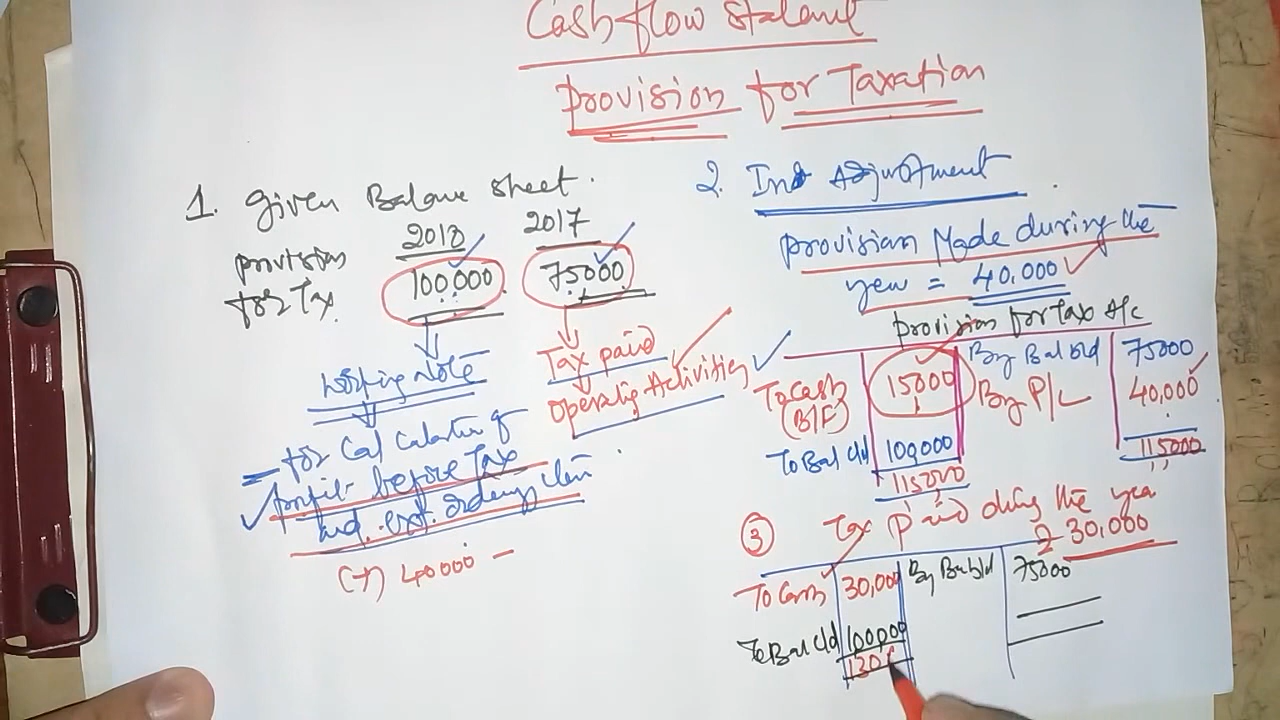 Cash flow Statemt
Provision for Taxation
1. Given Balance Sheet.
2018 2017
provision for Tax. 100,000 75000
Working Note
for Cal Calculation of
profit before Tax
and ext. ordinary item
(+) 40000 -
Tax paid
Operating Activities
2. In Adjustment
Provision Made during the
year = 40,000
Provision for Tax A/c
To Cash (B/F) 15000 By Bal b/d 75000
By P/L 40,000
To Bal c/d 100000
115000 115000
3 Tax Paid during the year
30,000
To Cash 30,000 By Bal b/d 75000
To Bal c/d 100000
130